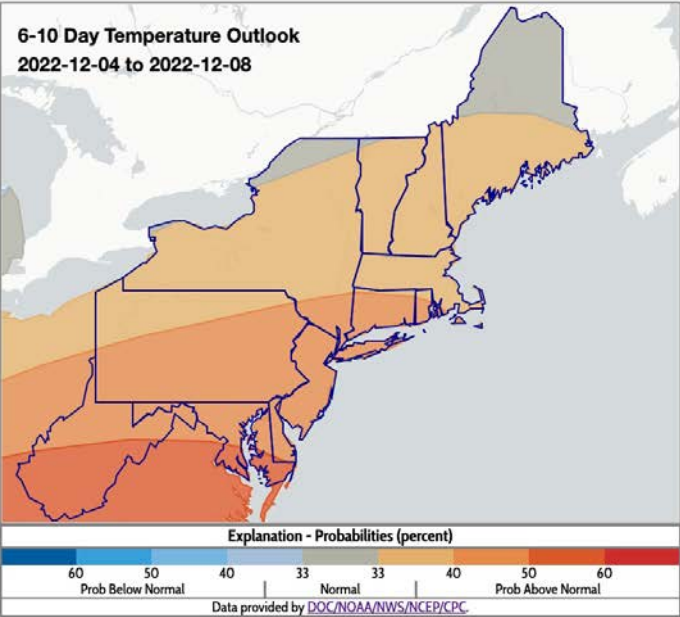 6-10 Day Temperature Outlook
2022-12-04 to 2022-12-08
Explanation - Probabilities (percent)
60 50 40 33 33 40 50 60
Prob Below Normal | Normal | Prob Above Normal
Data provided by DOC/NOAA/NWS/NCEP/CPC.